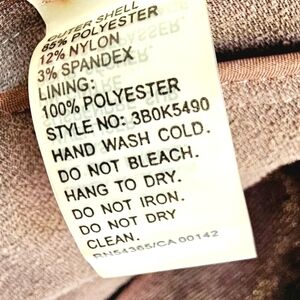 OUTER SHELL
85% POLYESTER
12% NYLON
3% SPANDEX
LINING:
100% POLYESTER
STYLE NO: 3B0K5490
HAND WASH COLD.
DO NOT BLEACH.
HANG TO DRY.
DO NOT IRON.
DO NOT DRY
CLEAN.
RN54365/CA 00142